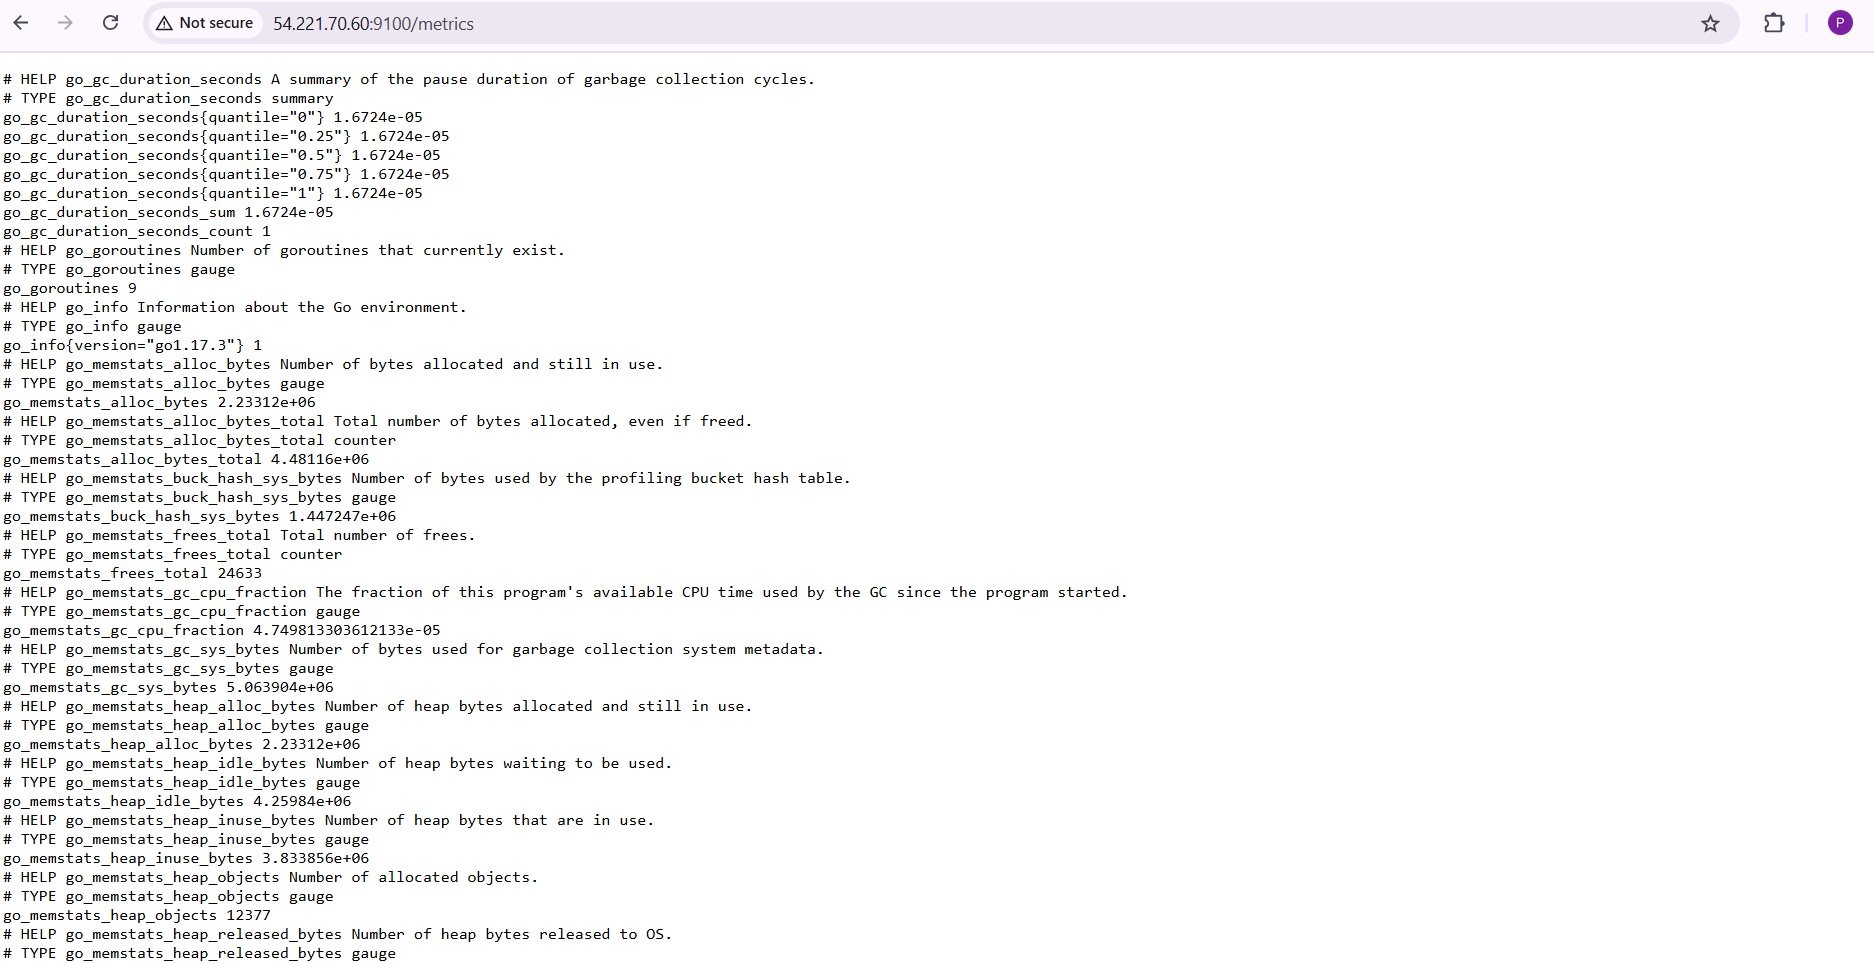 Not secure 54.221.70.60:9100/metrics P
# HELP go_gc_duration_seconds A summary of the pause duration of garbage collection cycles.
# TYPE go_gc_duration_seconds summary
go_gc_duration_seconds{quantile="0"} 1.6724e-05
go_gc_duration_seconds{quantile="0.25"} 1.6724e-05
go_gc_duration_seconds{quantile="0.5"} 1.6724e-05
go_gc_duration_seconds{quantile="0.75"} 1.6724e-05
go_gc_duration_seconds{quantile="1"} 1.6724e-05
go_gc_duration_seconds_sum 1.6724e-05
go_gc_duration_seconds_count 1
# HELP go_goroutines Number of goroutines that currently exist.
# TYPE go_goroutines gauge
go_goroutines 9
# HELP go_info Information about the Go environment.
# TYPE go_info gauge
go_info{version="go1.17.3"} 1
# HELP go_memstats_alloc_bytes Number of bytes allocated and still in use.
# TYPE go_memstats_alloc_bytes gauge
go_memstats_alloc_bytes 2.23312e+06
# HELP go_memstats_alloc_bytes_total Total number of bytes allocated, even if freed.
# TYPE go_memstats_alloc_bytes_total counter
go_memstats_alloc_bytes_total 4.48116e+06
# HELP go_memstats_buck_hash_sys_bytes Number of bytes used by the profiling bucket hash table.
# TYPE go_memstats_buck_hash_sys_bytes gauge
go_memstats_buck_hash_sys_bytes 1.447247e+06
# HELP go_memstats_frees_total Total number of frees.
# TYPE go_memstats_frees_total counter
go_memstats_frees_total 24633
# HELP go_memstats_gc_cpu_fraction The fraction of this program's available CPU time used by the GC since the program started.
# TYPE go_memstats_gc_cpu_fraction gauge
go_memstats_gc_cpu_fraction 4.749813303612133e-05
# HELP go_memstats_gc_sys_bytes Number of bytes used for garbage collection system metadata.
# TYPE go_memstats_gc_sys_bytes gauge
go_memstats_gc_sys_bytes 5.063904e+06
# HELP go_memstats_heap_alloc_bytes Number of heap bytes allocated and still in use.
# TYPE go_memstats_heap_alloc_bytes gauge
go_memstats_heap_alloc_bytes 2.23312e+06
# HELP go_memstats_heap_idle_bytes Number of heap bytes waiting to be used.
# TYPE go_memstats_heap_idle_bytes gauge
go_memstats_heap_idle_bytes 4.25984e+06
# HELP go_memstats_heap_inuse_bytes Number of heap bytes that are in use.
# TYPE go_memstats_heap_inuse_bytes gauge
go_memstats_heap_inuse_bytes 3.833856e+06
# HELP go_memstats_heap_objects Number of allocated objects.
# TYPE go_memstats_heap_objects gauge
go_memstats_heap_objects 12377
# HELP go_memstats_heap_released_bytes Number of heap bytes released to OS.
# TYPE go_memstats_heap_released_bytes gauge